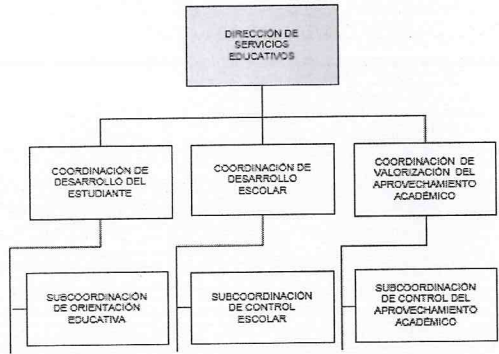 DIRECCIÓN DE
SERVICIOS
EDUCATIVOS
COORDINACIÓN DE
DESARROLLO DEL
ESTUDIANTE
COORDINACIÓN DE
DESARROLLO
ESCOLAR
COORDINACIÓN DE
VALORIZACIÓN DEL
APROVECHAMIENTO
ACADÉMICO
SUBCOORDINACIÓN
DE ORIENTACIÓN
EDUCATIVA
SUBCOORDINACIÓN
DE CONTROL
ESCOLAR
SUBCOORDINACIÓN
DE CONTROL DEL
APROVECHAMIENTO
ACADÉMICO